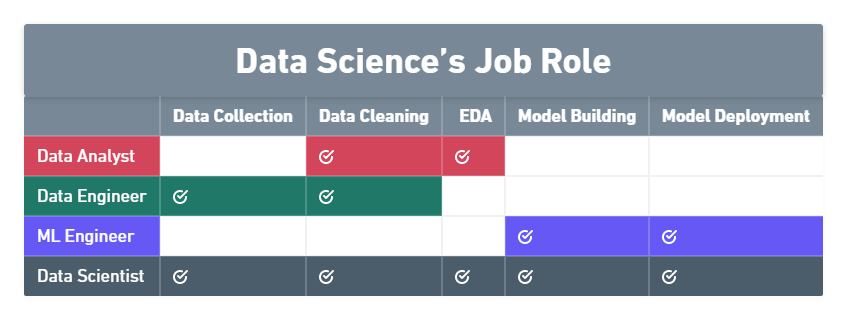 Data Science’s Job Role
Data Collection Data Cleaning EDA Model Building Model Deployment
Data Analyst
Data Engineer
ML Engineer
Data Scientist